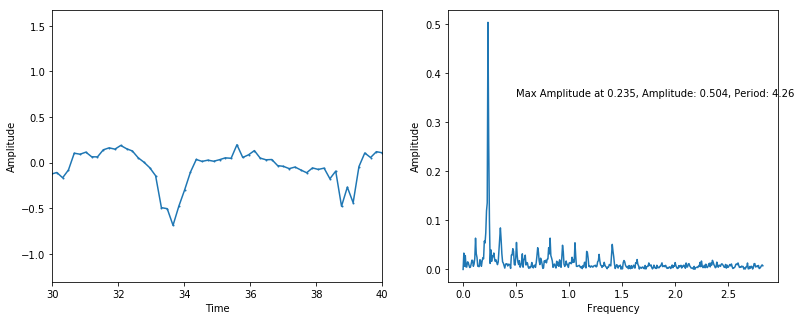 1.5
1.0
0.5
0.0
−0.5
−1.0
Amplitude
30 32 34 36 38 40
Time
0.5
0.4
0.3
0.2
0.1
0.0
Amplitude
Max Amplitude at 0.235, Amplitude: 0.504, Period: 4.26
0.0 0.5 1.0 1.5 2.0 2.5
Frequency